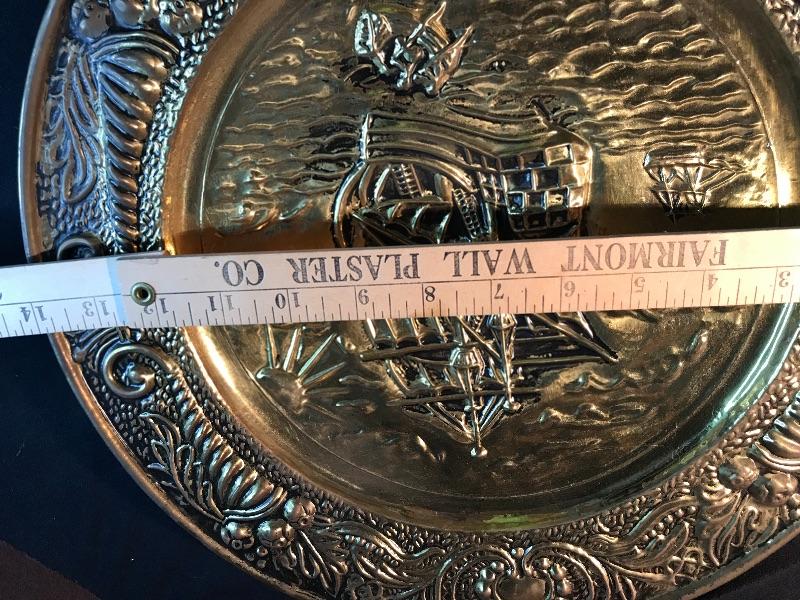 FAIRMONT WALL PLASTER CO.
3 4 5 6 7 8 9 10 11 12 13 14